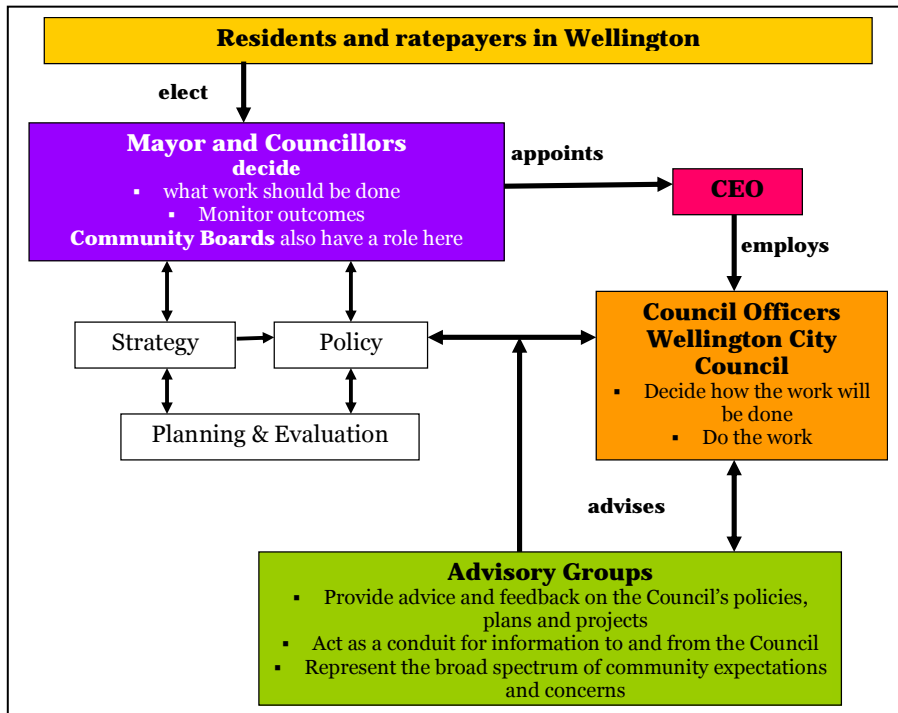 Residents and ratepayers in Wellington
elect
Mayor and Councillors
decide
▪ what work should be done
▪ Monitor outcomes
Community Boards also have a role here
appoints
CEO
employs
Strategy
Policy
Planning & Evaluation
Council Officers
Wellington City
Council
▪ Decide how the work will
be done
▪ Do the work
advises
Advisory Groups
▪ Provide advice and feedback on the Council’s policies,
plans and projects
▪ Act as a conduit for information to and from the Council
▪ Represent the broad spectrum of community expectations
and concerns